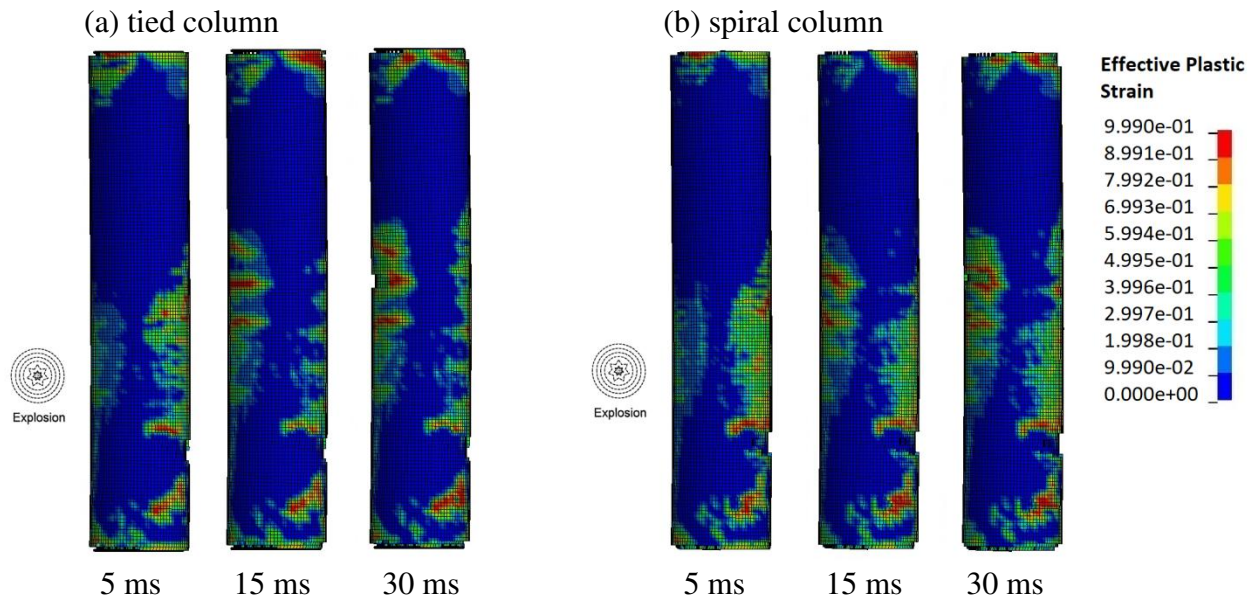 (a) tied column
(b) spiral column
Effective Plastic
Strain
9.990e-01
8.991e-01
7.992e-01
6.993e-01
5.994e-01
4.995e-01
3.996e-01
2.997e-01
1.998e-01
9.990e-02
0.000e+00
Explosion
Explosion
5 ms
15 ms
30 ms
5 ms
15 ms
30 ms